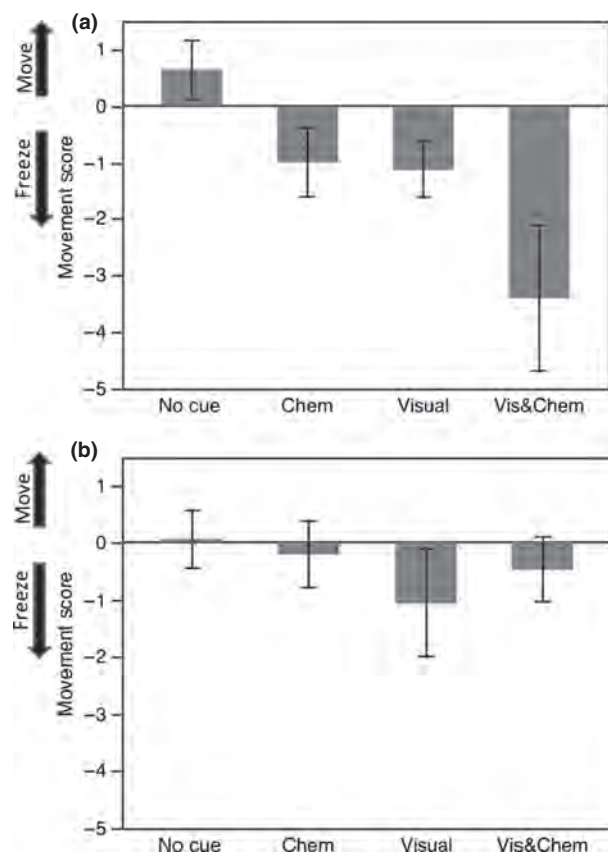 (a)
Move
Freeze
Movement score
1
0
−1
−2
−3
−4
−5
No cue Chem Visual Vis&Chem
(b)
Move
Freeze
Movement score
1
0
−1
−2
−3
−4
−5
No cue Chem Visual Vis&Chem